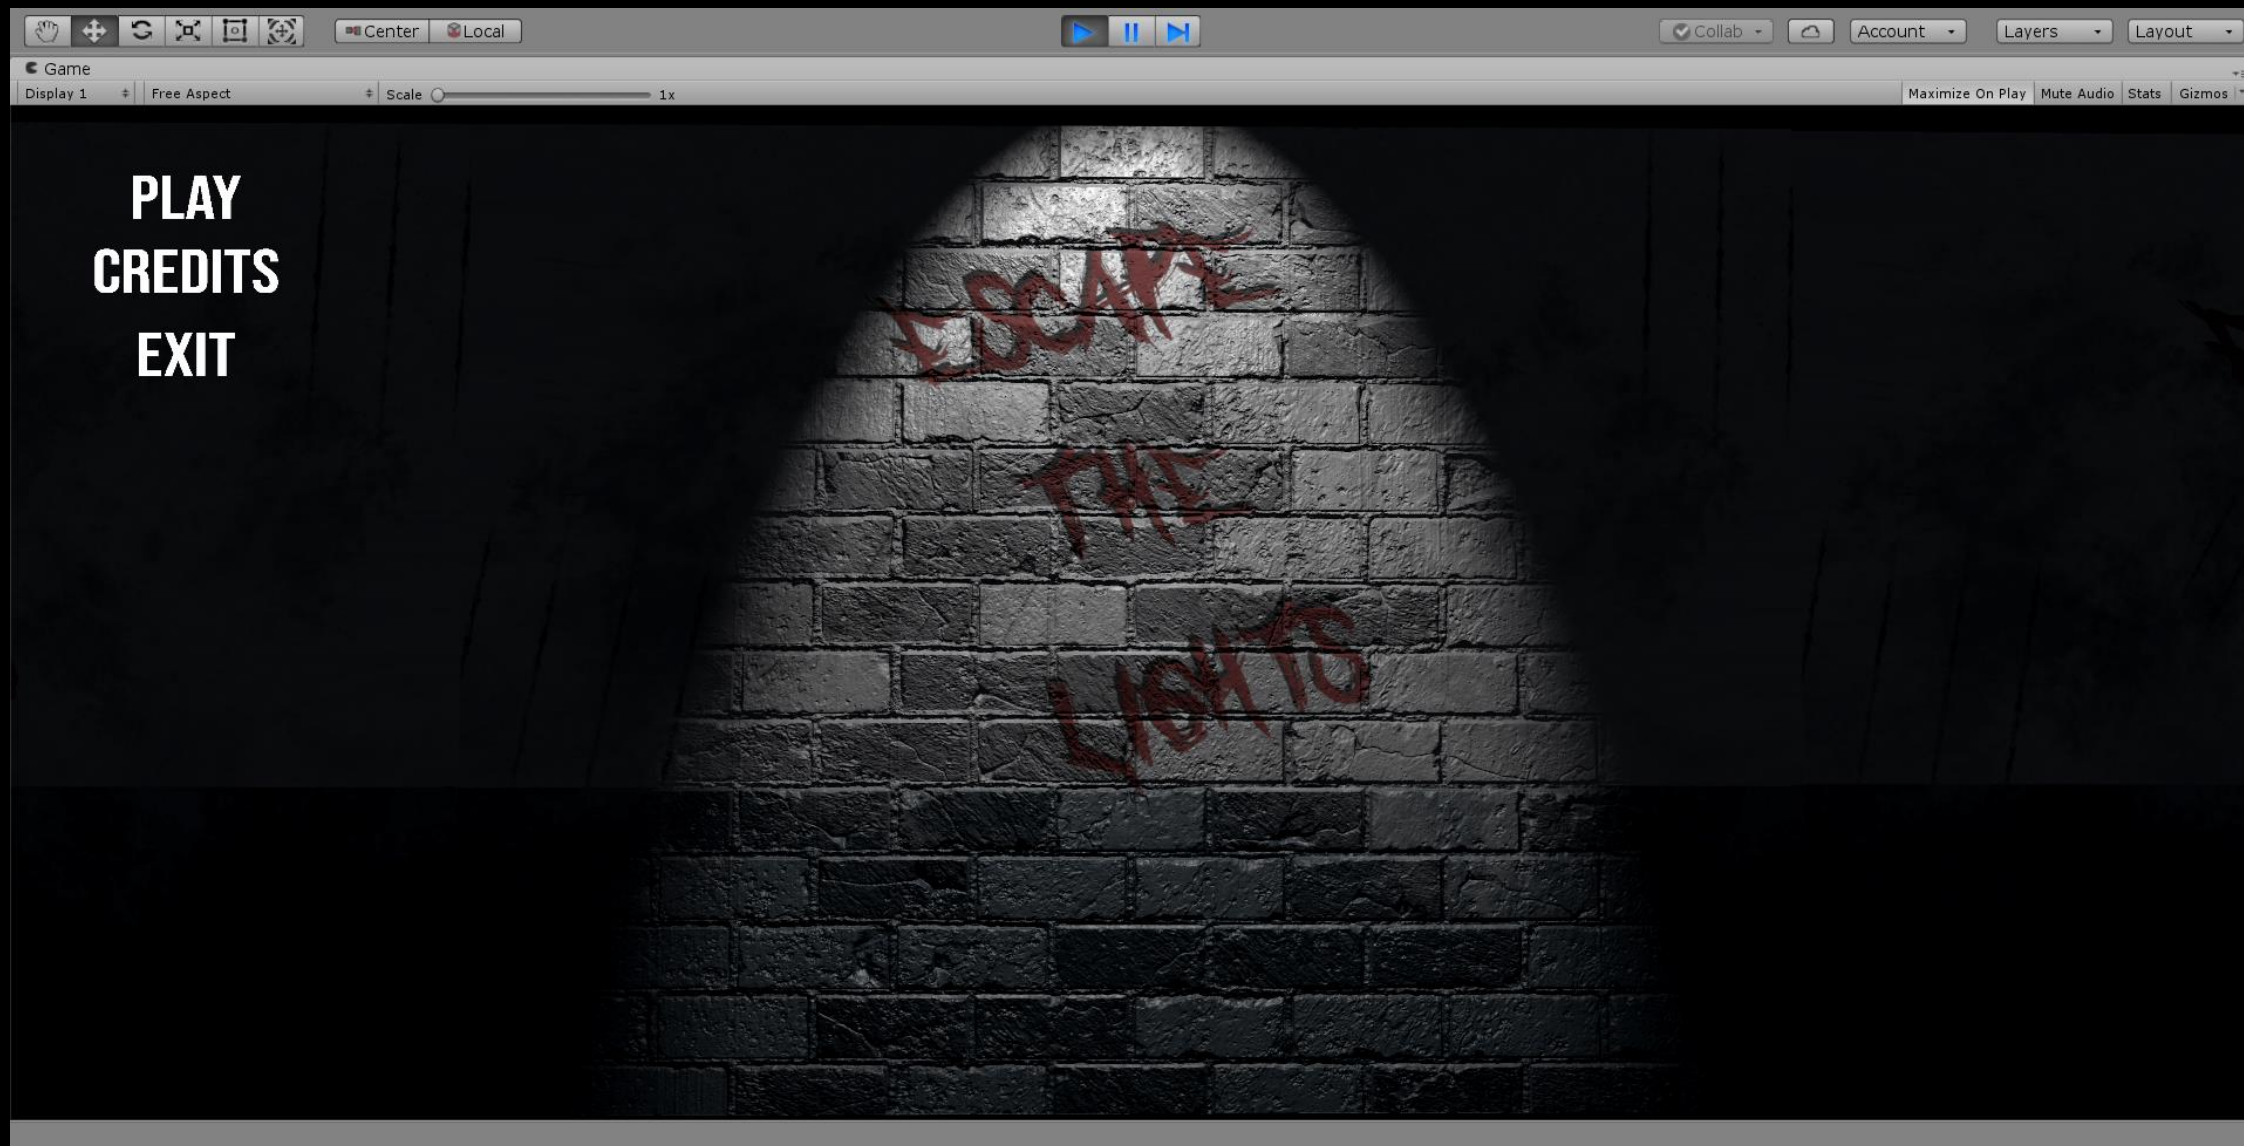 Center Local Collab Account Layers Layout
Game
Display 1 Free Aspect Scale 1x Maximize On Play Mute Audio Stats Gizmos
PLAY
CREDITS
EXIT
ESCAPE
THE
LIGHTS